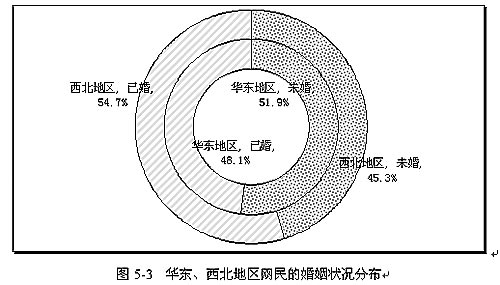 西北地区，已婚，
54.7%
华东地区，未婚，
51.9%
华东地区，已婚，
48.1%
西北地区，未婚，
45.3%
图 5-3 华东、西北地区网民的婚姻状况分布